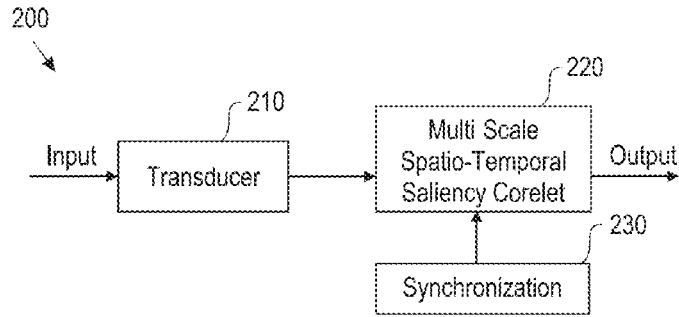 200
210
220
Input
Transducer
Multi Scale
Spatio-Temporal
Saliency Corelet
Output
230
Synchronization